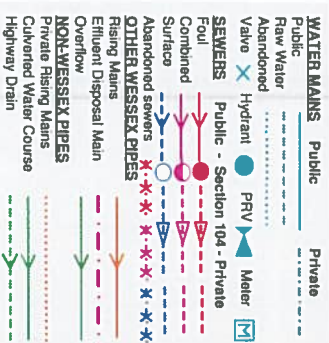 WATER MAINS
Public Private
Public
Raw Water
Abandoned
Valve Hydrant PRV Meter M
SEWERS Public - Section 104 - Private
Foul
Combined
Surface
Abandoned sewers
OTHER WESSEX PIPES
Rising Mains
Effluent Disposal Main
Overflow
NON-WESSEX PIPES
Private Rising Mains
Culverted Water Course
Highway Drain